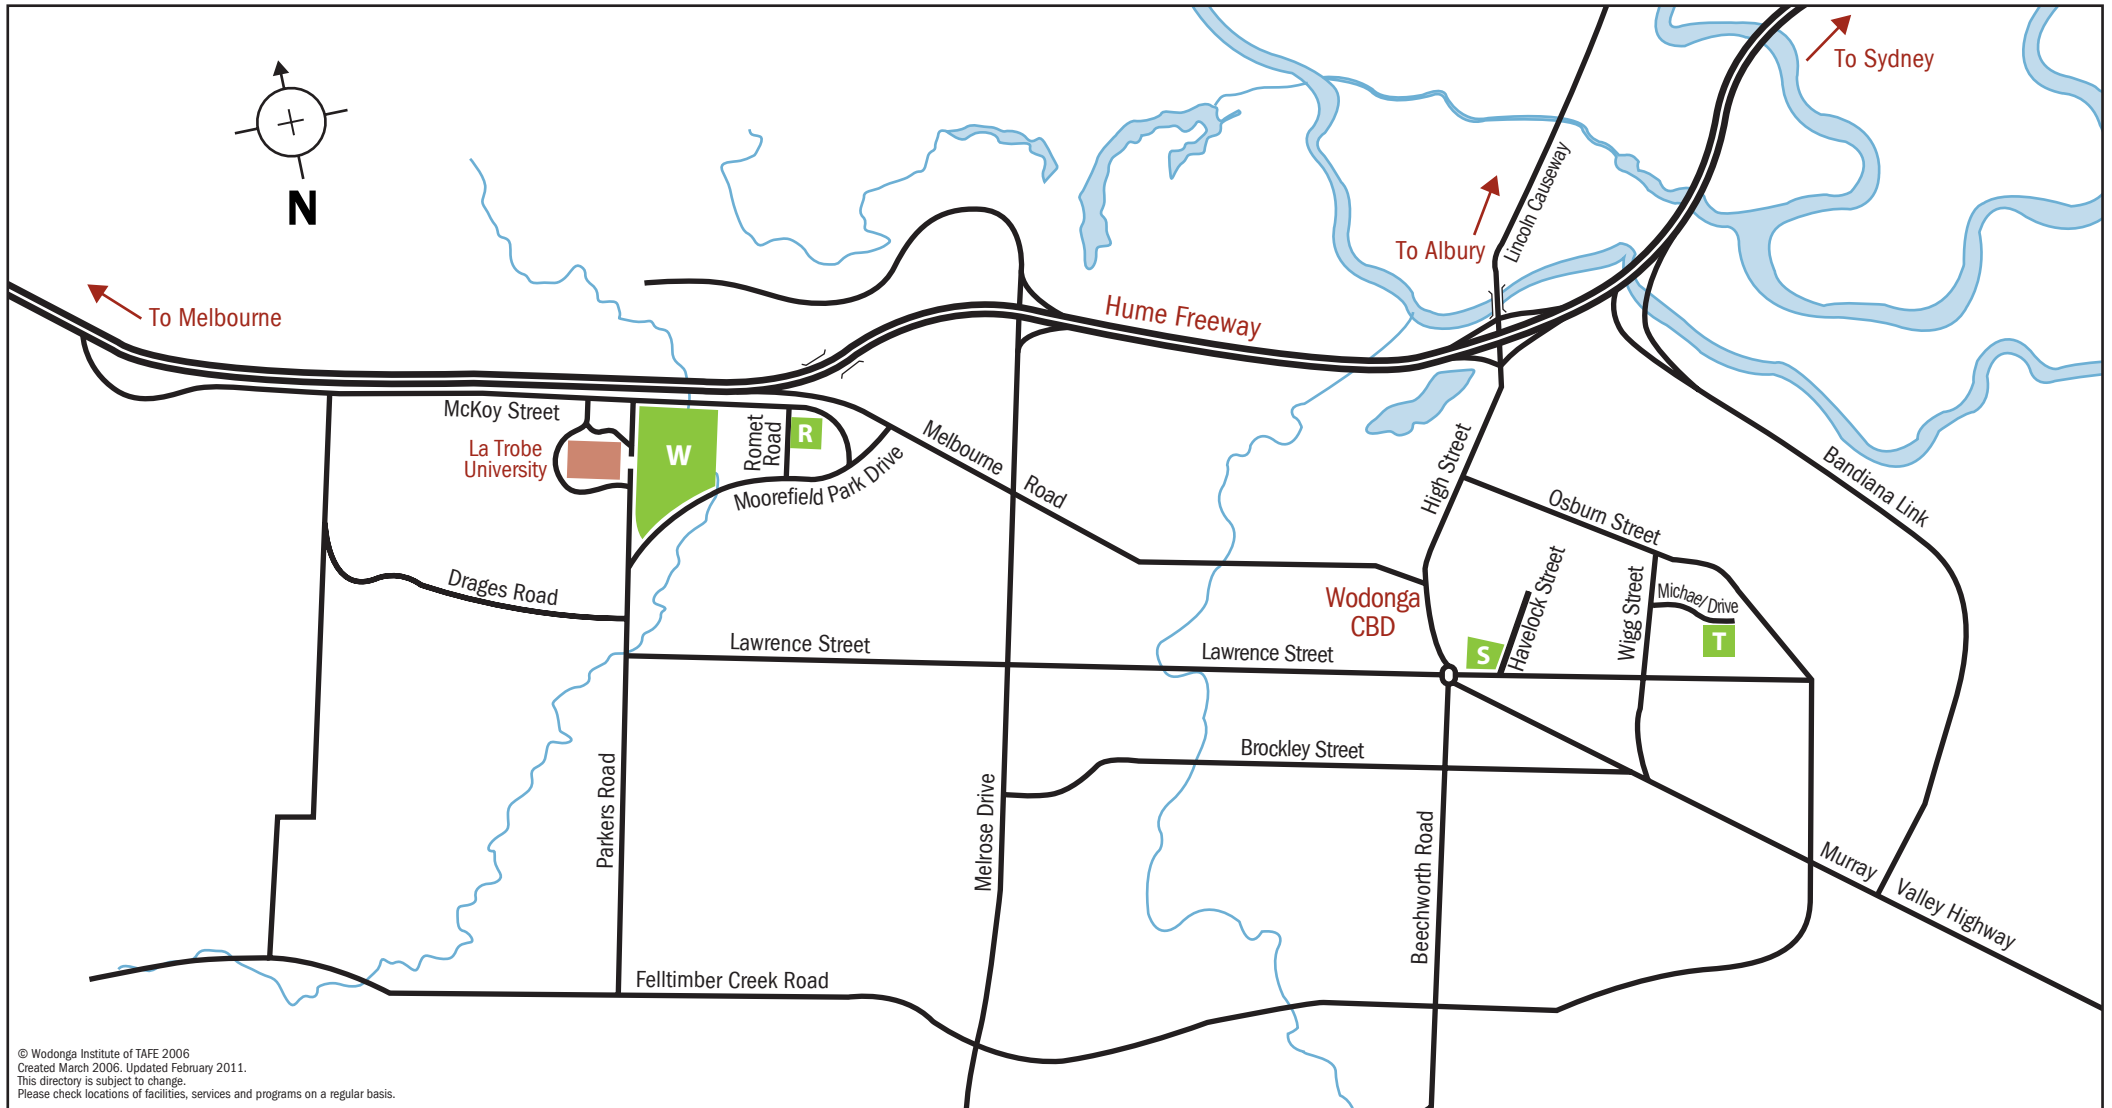 To Sydney
Lincoln Causeway
To Albury
N
To Melbourne
Hume Freeway
McKoy Street
La Trobe
University
W
Romet
Road
R
Moorefield Park Drive
Melbourne Road
High Street
Osburn Street
Bandiana Link
Drages Road
Wodonga
CBD
Havelock Street
Wigg Street
Michael Drive
S
T
Lawrence Street
Lawrence Street
Brockley Street
Parkers Road
Melrose Drive
Beechworth Road
Murray Valley Highway
Felltimber Creek Road
© Wodonga Institute of TAFE 2006
Created March 2006. Updated February 2011.
This directory is subject to change.
Please check locations of facilities, services and programs on a regular basis.